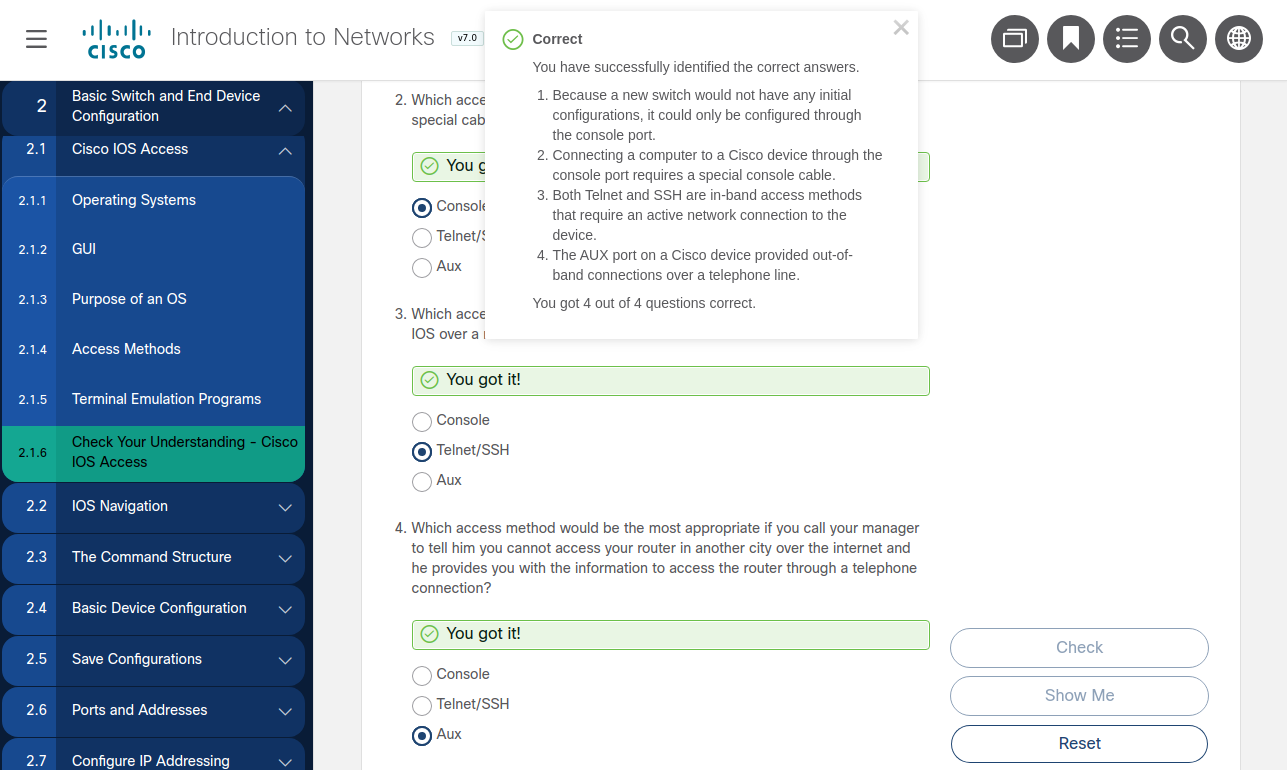 CISCO
Introduction to Networks
v7.0
2
Basic Switch and End Device
Configuration
2.1
Cisco IOS Access
2.1.1
Operating Systems
2.1.2
GUI
2.1.3
Purpose of an OS
2.1.4
Access Methods
2.1.5
Terminal Emulation Programs
2.1.6
Check Your Understanding - Cisco
IOS Access
2.2
IOS Navigation
2.3
The Command Structure
2.4
Basic Device Configuration
2.5
Save Configurations
2.6
Ports and Addresses
2.7
Configure IP Addressing
Correct
You have successfully identified the correct answers.
1. Because a new switch would not have any initial
configurations, it could only be configured through
the console port.
2. Connecting a computer to a Cisco device through the
console port requires a special console cable.
3. Both Telnet and SSH are in-band access methods
that require an active network connection to the
device.
4. The AUX port on a Cisco device provided out-of-
band connections over a telephone line.
You got 4 out of 4 questions correct.
2. Which acce
special cab
You g
Console
Telnet/S
Aux
3. Which acce
IOS over a
You got it!
Console
Telnet/SSH
Aux
4. Which access method would be the most appropriate if you call your manager
to tell him you cannot access your router in another city over the internet and
he provides you with the information to access the router through a telephone
connection?
You got it!
Console
Telnet/SSH
Aux
Check
Show Me
Reset